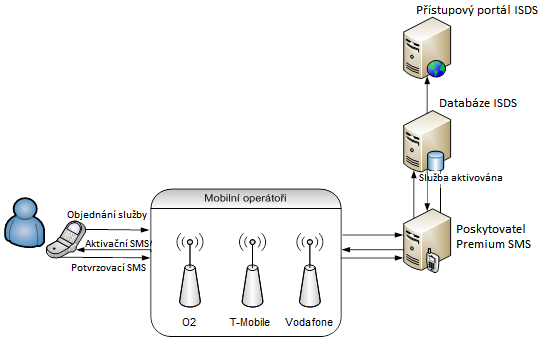 Přístupový portál ISDS
Databáze ISDS
Služba aktivována
Mobilní operátoři
Objednání služby
Aktivační SMS
Potvrzovací SMS
Poskytovatel
Premium SMS
O2
T-Mobile
Vodafone